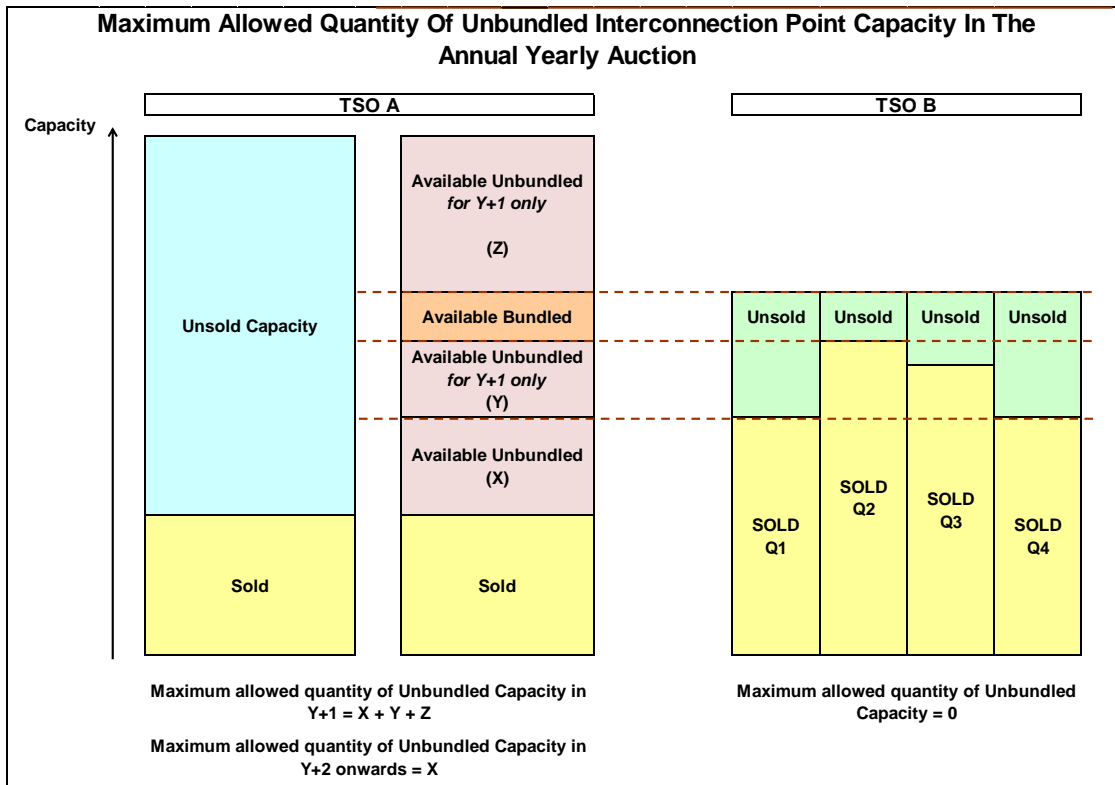 Maximum Allowed Quantity Of Unbundled Interconnection Point Capacity In The
Annual Yearly Auction
TSO A
TSO B
Capacity
Unsold Capacity
Sold
Available Unbundled
for Y+1 only
(Z)
Available Bundled
Available Unbundled
for Y+1 only
(Y)
Available Unbundled
(X)
Sold
Unsold
Unsold
Unsold
Unsold
SOLD
Q1
SOLD
Q2
SOLD
Q3
SOLD
Q4
Maximum allowed quantity of Unbundled Capacity in
Y+1 = X + Y + Z
Maximum allowed quantity of Unbundled Capacity in
Y+2 onwards = X
Maximum allowed quantity of Unbundled
Capacity = 0